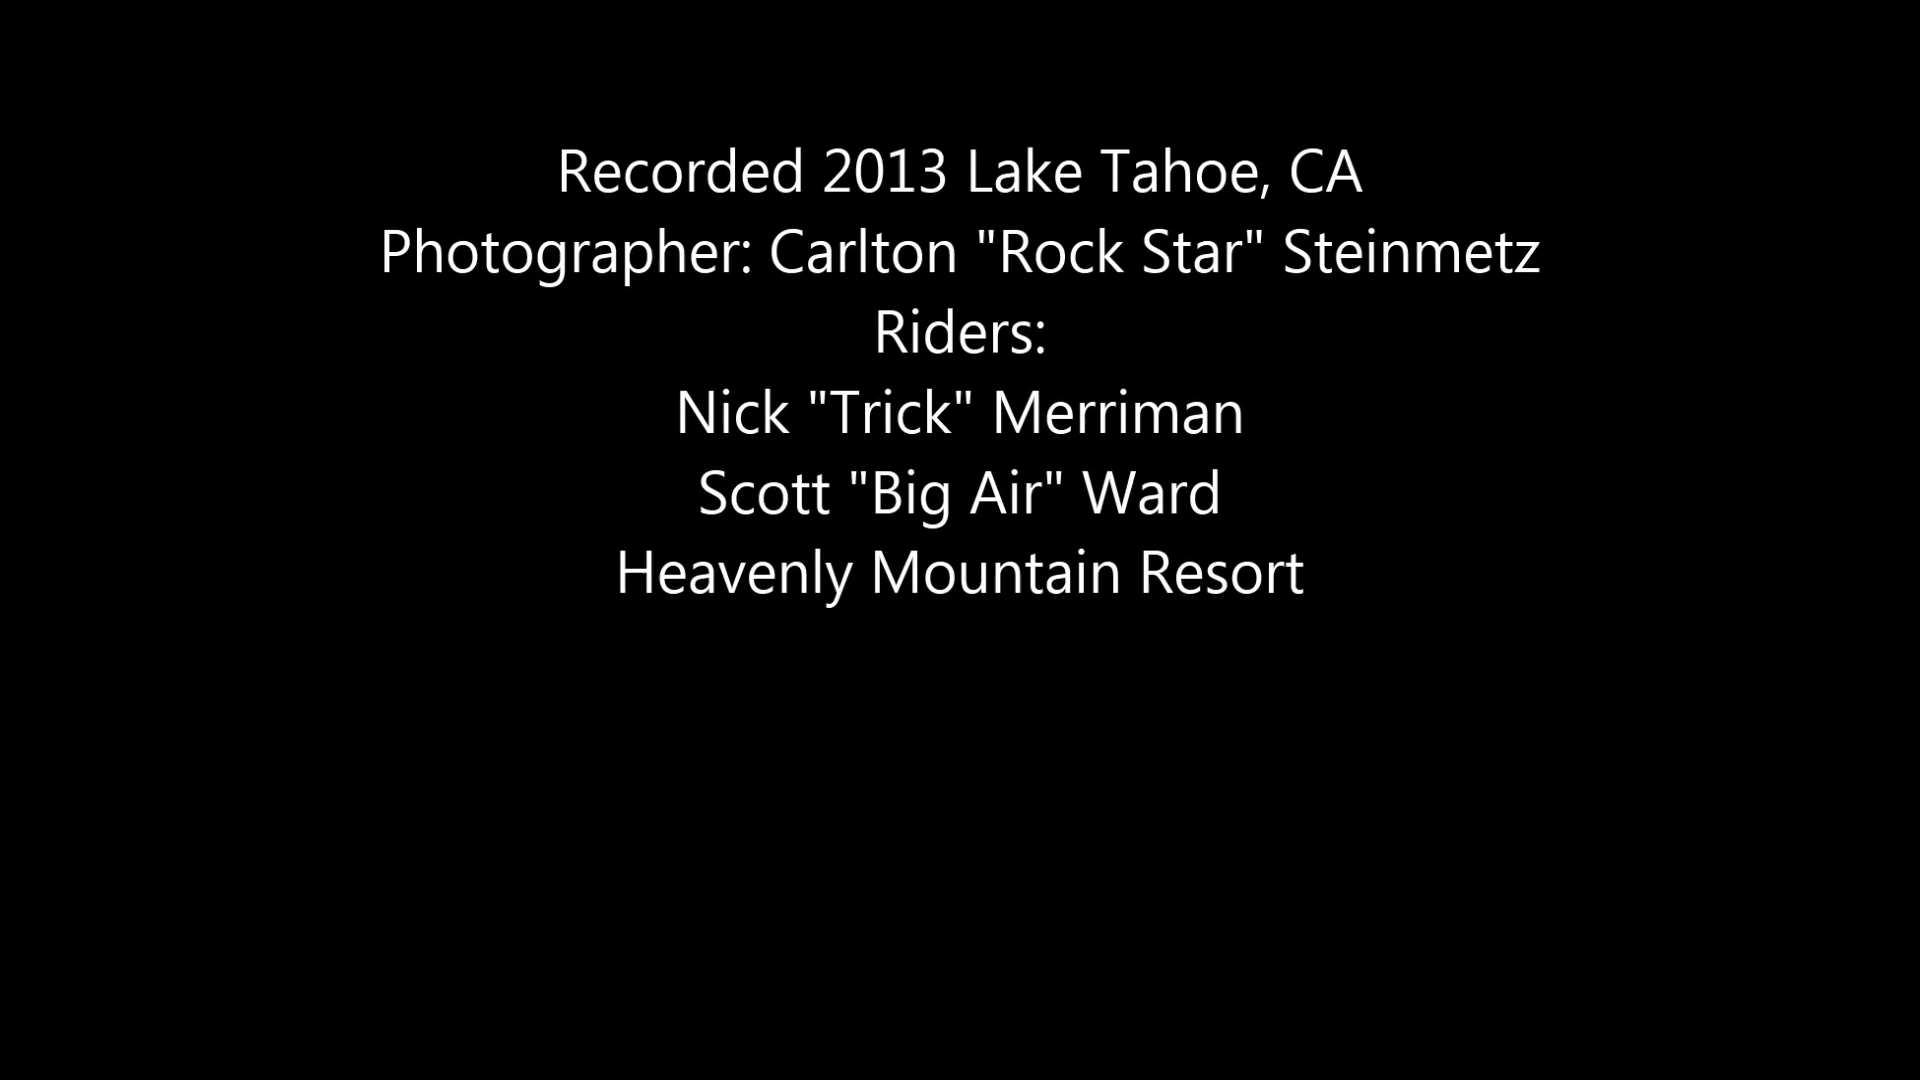 Recorded 2013 Lake Tahoe, CA
Photographer: Carlton "Rock Star" Steinmetz
Riders:
Nick "Trick" Merriman
Scott "Big Air" Ward
Heavenly Mountain Resort